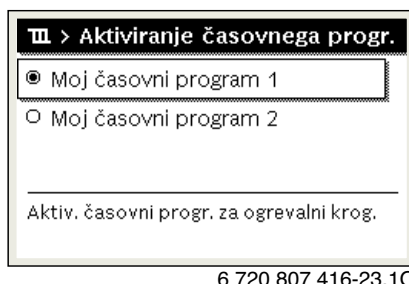 > Aktiviranje časovnega progr.
Moj časovni program 1
Moj časovni program 2
Aktiv. časovni progr. za ogrevalni krog.
6 720 807 416-23.1O